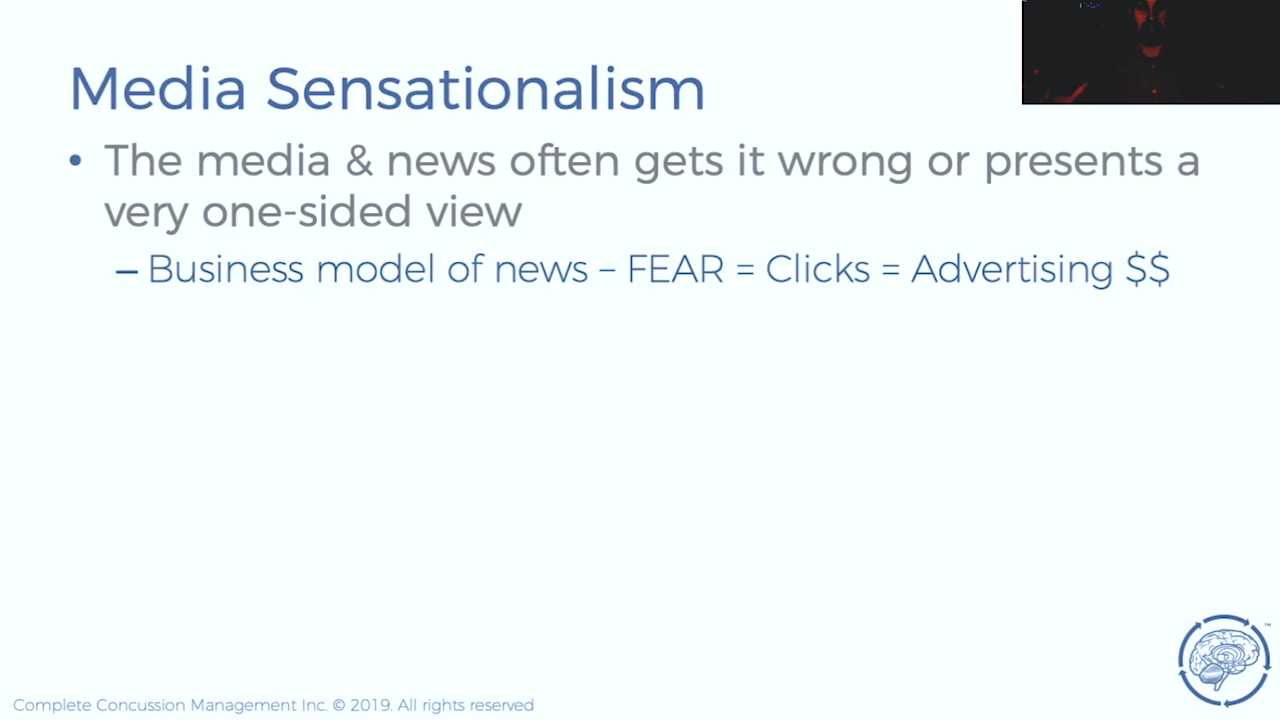 Media Sensationalism
• The media & news often gets it wrong or presents a
very one-sided view
– Business model of news – FEAR = Clicks = Advertising $$
™
Complete Concussion Management Inc. © 2019. All rights reserved